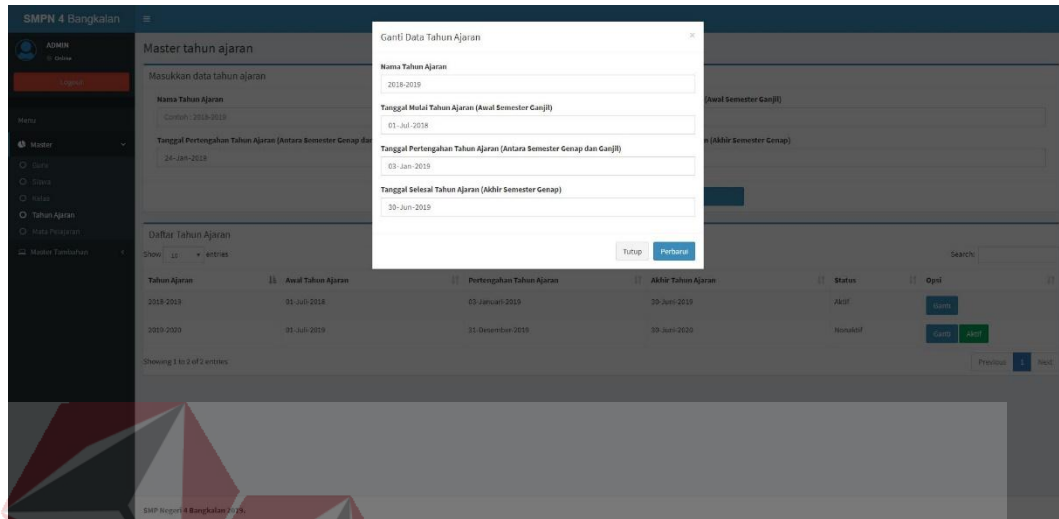 SMPN 4 Bangkalan
ADMIN
Online
Logout
Menu
Master
Guru
Siswa
Kelas
Tahun Ajaran
Mata Pelajaran
Master Tambahan
Master tahun ajaran
Masukkan data tahun ajaran
Nama Tahun Ajaran
(Awal Semester Ganjil)
Contoh : 2018-2019
Tanggal Pertengahan Tahun Ajaran (Antara Semester Genap dan
(Akhir Semester Genap)
24-Jan-2019
Ganti Data Tahun Ajaran
×
Nama Tahun Ajaran
2018-2019
Tanggal Mulai Tahun Ajaran (Awal Semester Ganjil)
01-Jul-2018
Tanggal Pertengahan Tahun Ajaran (Antara Semester Genap dan Ganjil)
03-Jan-2019
Tanggal Selesai Tahun Ajaran (Akhir Semester Genap)
30-Jun-2019
Tutup Perbarui
Daftar Tahun Ajaran
Show 10 entries Search:
Tahun Ajaran Awal Tahun Ajaran Pertengahan Tahun Ajaran Akhir Tahun Ajaran Status Opsi
2018-2019 01-Juli-2018 03-Januari-2019 30-Juni-2019 Aktif Ganti
2019-2020 01-Juli-2019 31-Desember-2019 30-Juni-2020 Nonaktif Ganti Aktif
Showing 1 to 2 of 2 entries Previous 1 Next
SMP Negeri 4 Bangkalan 2019.